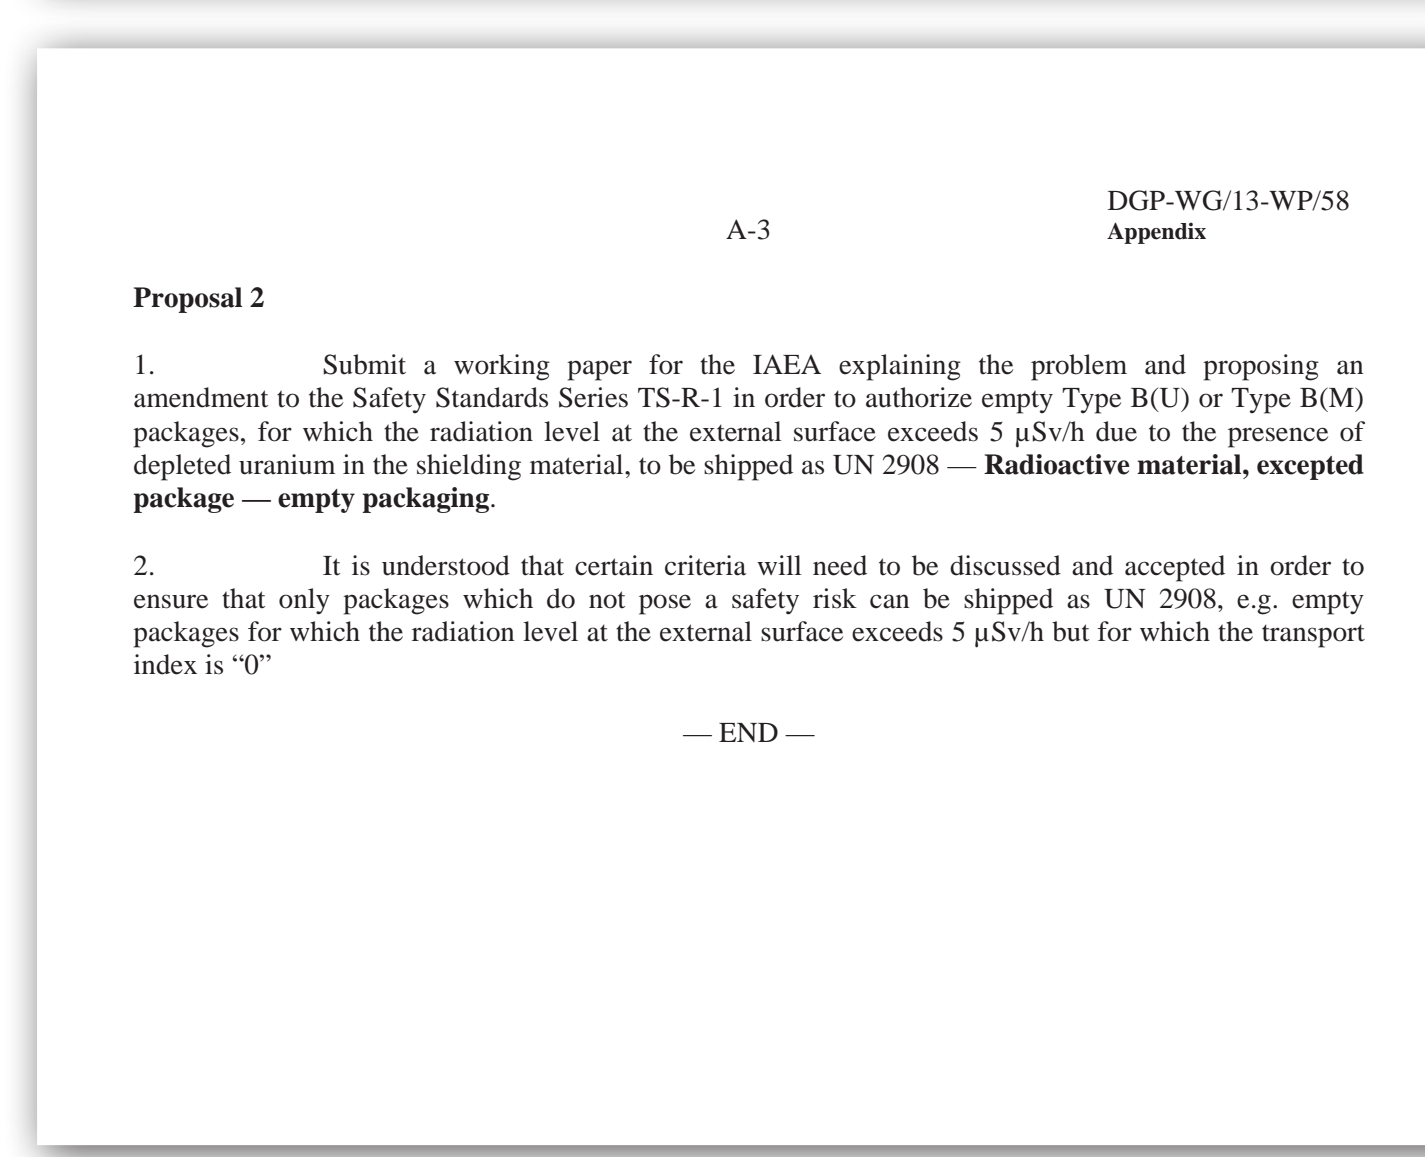 DGP-WG/13-WP/58
A-3
Appendix
Proposal 2
1. Submit a working paper for the IAEA explaining the problem and proposing an
amendment to the Safety Standards Series TS-R-1 in order to authorize empty Type B(U) or Type B(M)
packages, for which the radiation level at the external surface exceeds 5 µSv/h due to the presence of
depleted uranium in the shielding material, to be shipped as UN 2908 — Radioactive material, excepted
package — empty packaging.
2. It is understood that certain criteria will need to be discussed and accepted in order to
ensure that only packages which do not pose a safety risk can be shipped as UN 2908, e.g. empty
packages for which the radiation level at the external surface exceeds 5 µSv/h but for which the transport
index is “0”
— END —